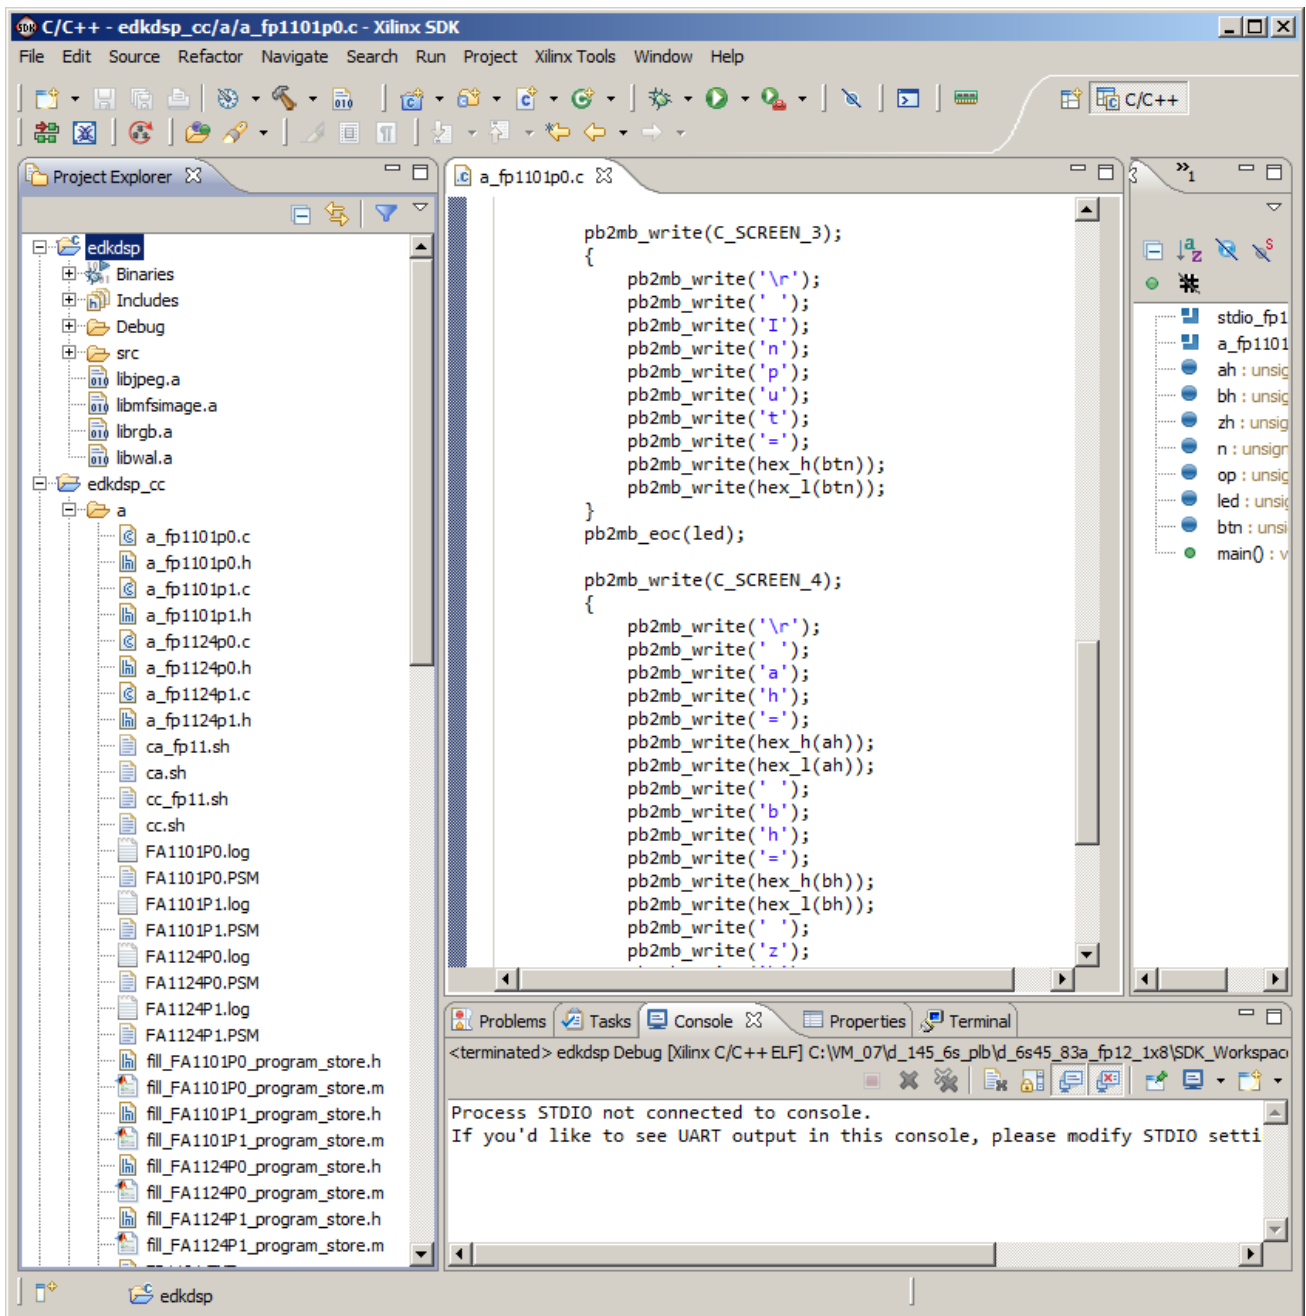 C/C++ - edkdsp_cc/a/a_fp1101p0.c - Xilinx SDK
File Edit Source Refactor Navigate Search Run Project Xilinx Tools Window Help
C/C++
Project Explorer
edkdsp
Binaries
Includes
Debug
src
libjpeg.a
libmfsimage.a
librgb.a
libwal.a
edkdsp_cc
a
a_fp1101p0.c
a_fp1101p0.h
a_fp1101p1.c
a_fp1101p1.h
a_fp1124p0.c
a_fp1124p0.h
a_fp1124p1.c
a_fp1124p1.h
ca_fp11.sh
ca.sh
cc_fp11.sh
cc.sh
FA1101P0.log
FA1101P0.PSM
FA1101P1.log
FA1101P1.PSM
FA1124P0.log
FA1124P0.PSM
FA1124P1.log
FA1124P1.PSM
fill_FA1101P0_program_store.h
fill_FA1101P0_program_store.m
fill_FA1101P1_program_store.h
fill_FA1101P1_program_store.m
fill_FA1124P0_program_store.h
fill_FA1124P0_program_store.m
fill_FA1124P1_program_store.h
fill_FA1124P1_program_store.m
a_fp1101p0.c
pb2mb_write(C_SCREEN_3);
{
pb2mb_write('\r');
pb2mb_write(' ');
pb2mb_write('I');
pb2mb_write('n');
pb2mb_write('p');
pb2mb_write('u');
pb2mb_write('t');
pb2mb_write('=');
pb2mb_write(hex_h(btn));
pb2mb_write(hex_l(btn));
}
pb2mb_eoc(led);
pb2mb_write(C_SCREEN_4);
{
pb2mb_write('\r');
pb2mb_write(' ');
pb2mb_write('a');
pb2mb_write('h');
pb2mb_write('=');
pb2mb_write(hex_h(ah));
pb2mb_write(hex_l(ah));
pb2mb_write(' ');
pb2mb_write('b');
pb2mb_write('h');
pb2mb_write('=');
pb2mb_write(hex_h(bh));
pb2mb_write(hex_l(bh));
pb2mb_write(' ');
pb2mb_write('z');
»1
stdio_fp1
a_fp1101
ah : unsig
bh : unsig
zh : unsig
n : unsigr
op : unsig
led : unsig
btn : unsi
main() : v
Problems Tasks Console Properties Terminal
<terminated> edkdsp Debug [Xilinx C/C++ ELF] C:\VM_07\d_145_6s_plb\d_6s45_83a_fp12_1x8\SDK_Workspac
Process STDIO not connected to console.
If you'd like to see UART output in this console, please modify STDIO setti
edkdsp